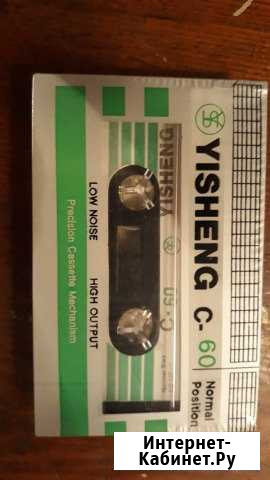 YISHENG C-60
Normal
Position
YISHENG
C-60
LOW NOISE HIGH OUTPUT
Precision Cassette Mechanism
Интернет-
Кабинет.Ру